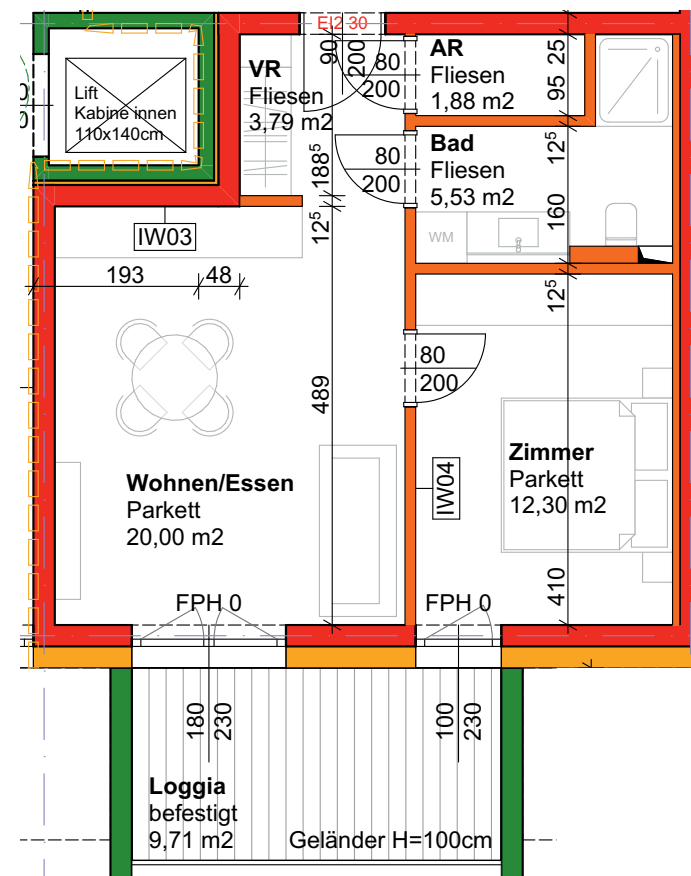 EI2 30
VR
Fliesen
3,79 m2
90
200
80
200
AR
Fliesen
1,88 m2
25
95
Lift
Kabine innen
110x140cm
Bad
Fliesen
5,53 m2
80
200
188⁵
12⁵
12⁵
160
12⁵
WM
IW03
193
48
489
80
200
Zimmer
Parkett
12,30 m2
IW04
Wohnen/Essen
Parkett
20,00 m2
410
FPH 0
FPH 0
180
230
100
230
Loggia
befestigt
9,71 m2
Geländer H=100cm